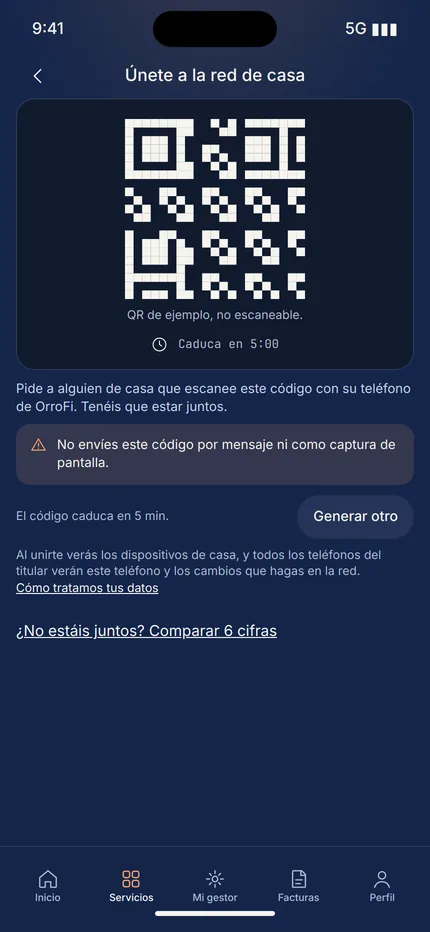 9:41
5G
Únete a la red de casa
QR de ejemplo, no escaneable.
Caduca en 5:00
Pide a alguien de casa que escanee este código con su teléfono
de OrroFi. Tenéis que estar juntos.
No envíes este código por mensaje ni como captura de
pantalla.
El código caduca en 5 min.
Generar otro
Al unirte verás los dispositivos de casa, y todos los teléfonos del
titular verán este teléfono y los cambios que hagas en la red.
Cómo tratamos tus datos
¿No estáis juntos? Comparar 6 cifras
Inicio
Servicios
Mi gestor
Facturas
Perfil